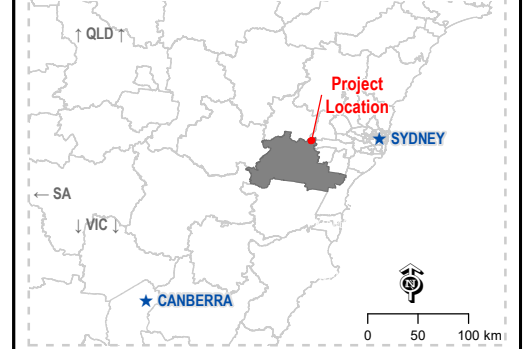 ↑ QLD ↑
Project
Location
SYDNEY
← SA
↓ VIC ↓
N
CANBERRA
0 50 100 km